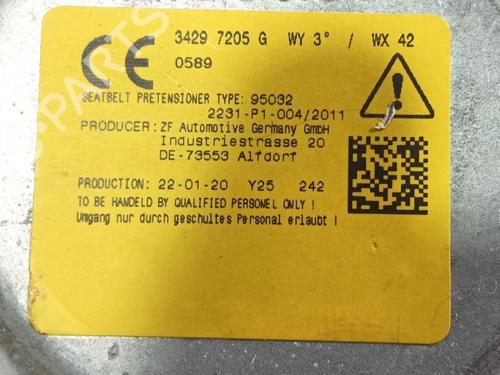 3429 7205 G WY 3° / WX 42
CE
0589
SEATBELT PRETENSIONER TYPE: 95032
2231-P1-004/2011
PRODUCER: ZF Automotive Germany GmbH
Industriestrasse 20
DE-73553 Alfdorf
PRODUCTION: 22-01-20 Y25 242
TO BE HANDELD BY QUALIFIED PERSONEL ONLY !
Umgang nur durch geschultes Personal erlaubt !